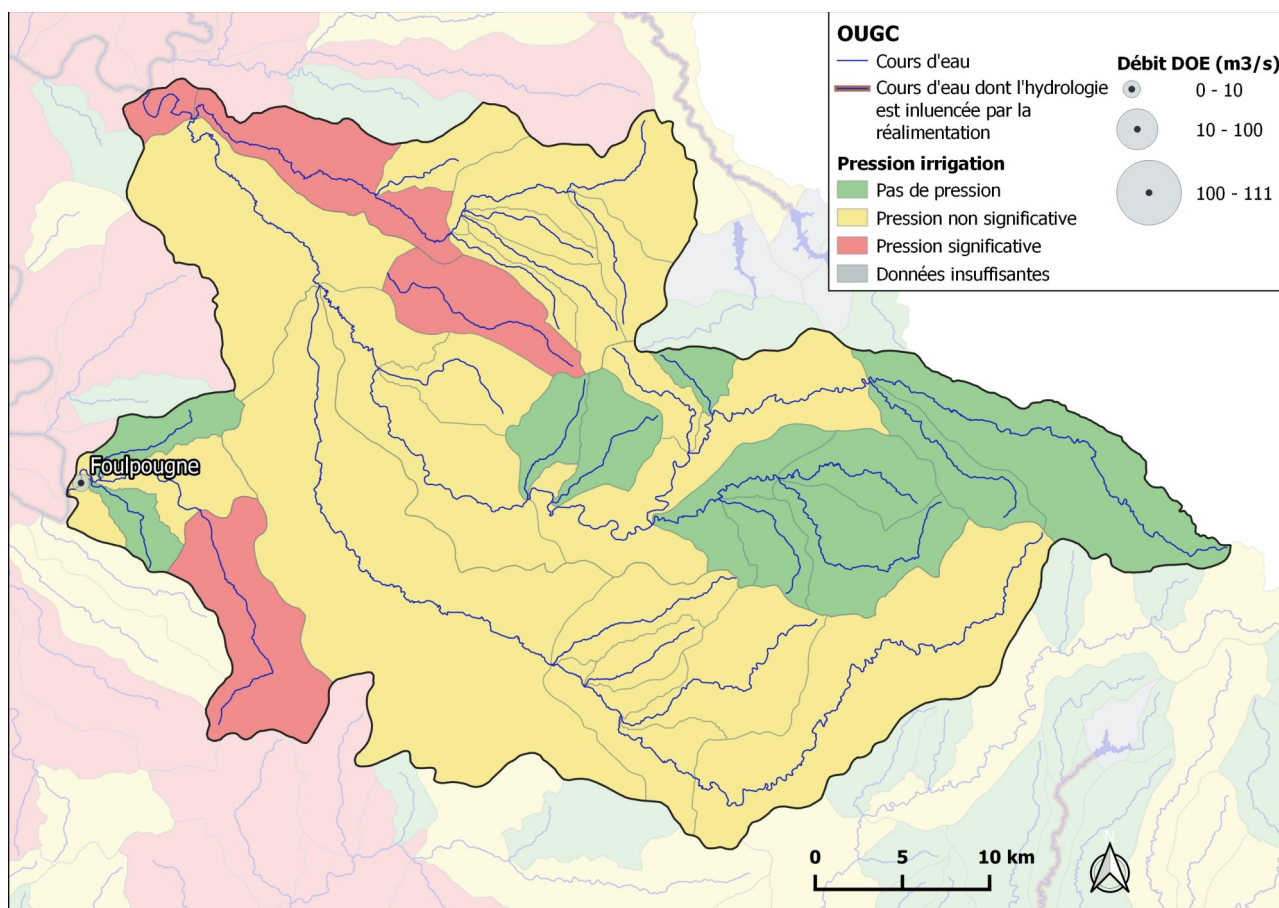 OUGC
Cours d'eau
Cours d'eau dont l'hydrologie
est inluencée par la
réalimentation
Pression irrigation
Pas de pression
Pression non significative
Pression significative
Données insuffisantes
Débit DOE (m3/s)
0 - 10
10 - 100
100 - 111
Foulpougne
0 5 10 km
N